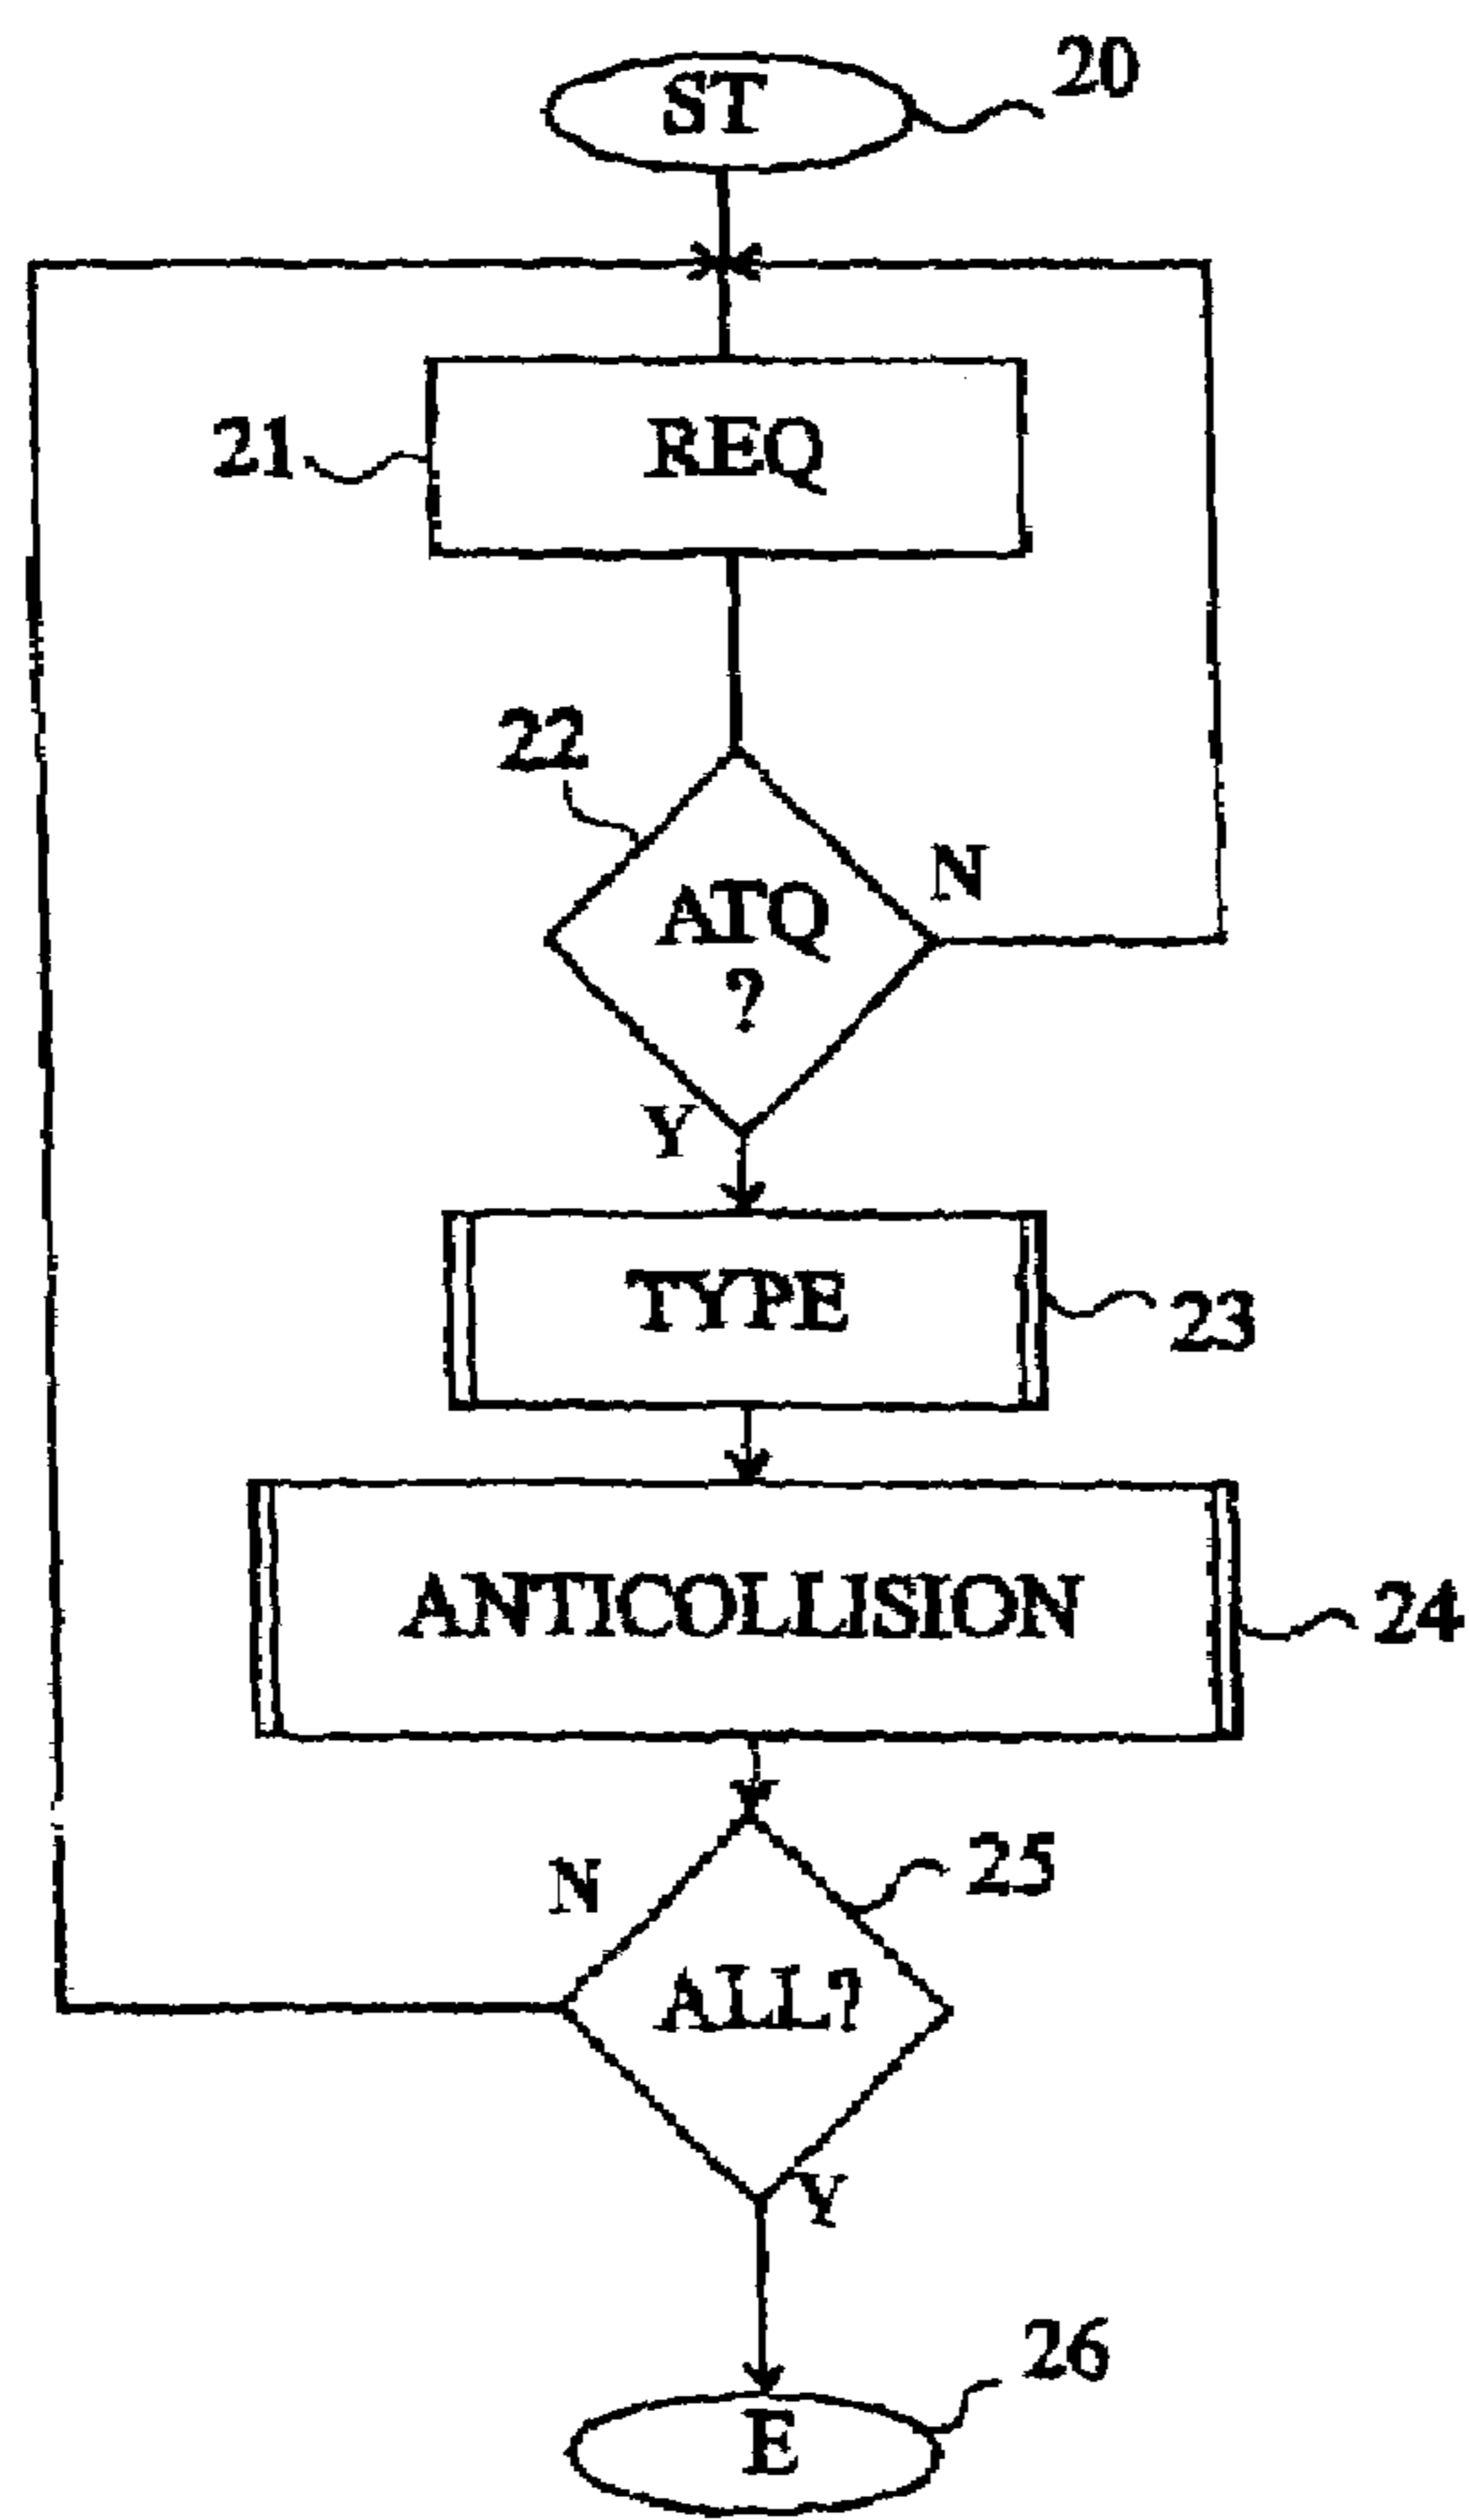 20
ST
21
REQ
22
N
ATQ
?
Y
TYPE
23
ANTICOLLISION
24
25
N
ALL?
Y
26
E